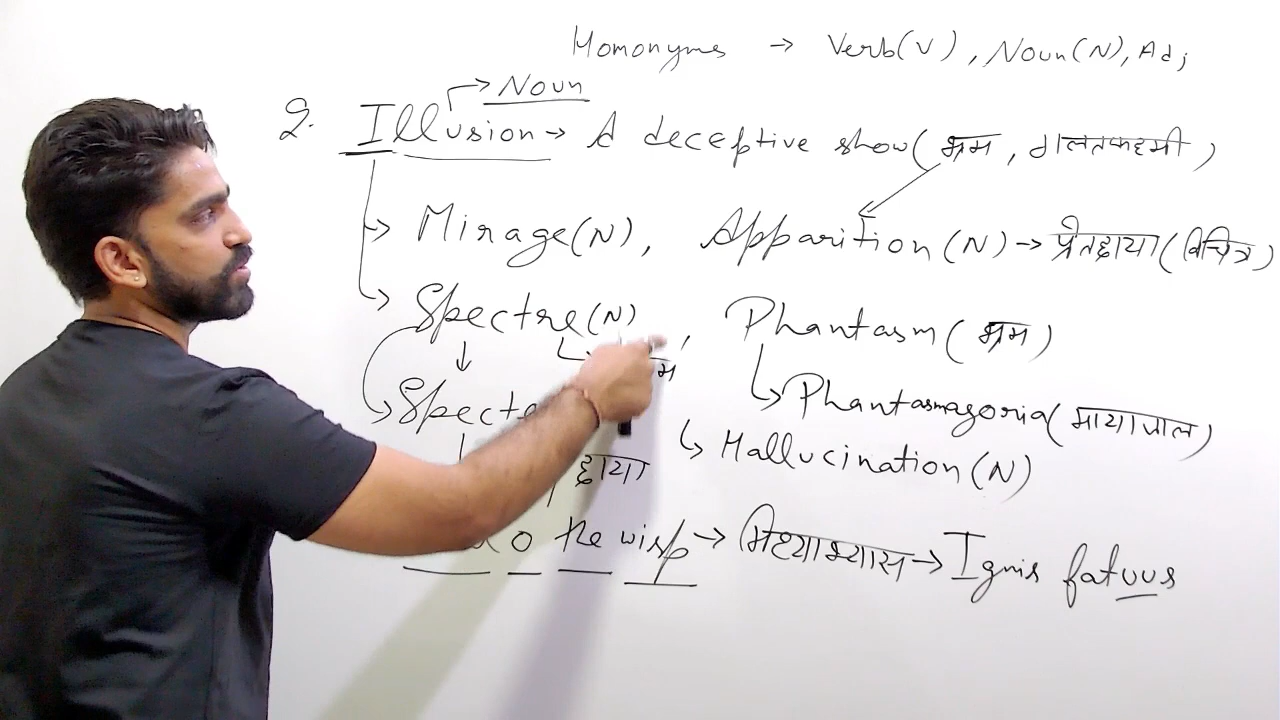 Homonyms → Verb(V), Noun(N), Adj
→ Noun
2. Illusion → A deceptive show (भ्रम, गलतफहमी)
→ Mirage(N), Apparition (N) → प्रेतछाया (विचित्र)
→ Spectre(N), Phantasm (भ्रम)
→ Phantasmagoria (मायाजाल)
→ Hallucination (N)
छाया
o the wisp → मिथ्याभ्यास → Ignis fatuus